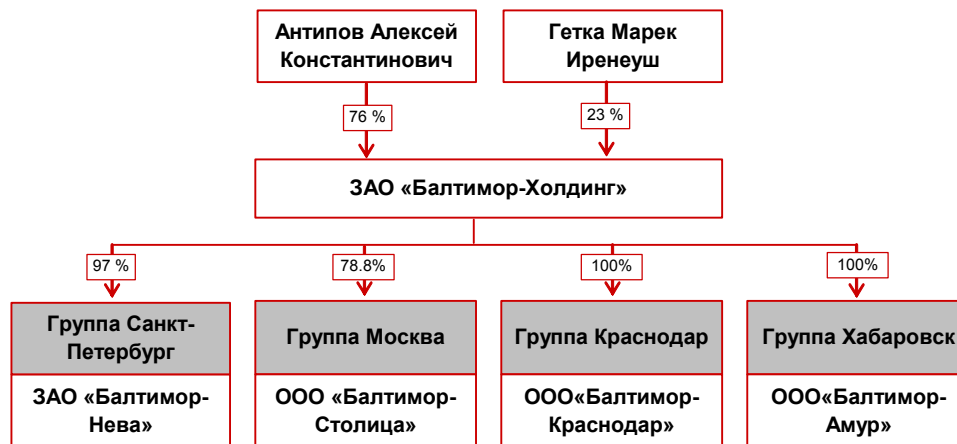 Антипов Алексей
Константинович
Гетка Марек
Иренеуш
76 %
23 %
ЗАО «Балтимор-Холдинг»
97 %
78.8%
100%
100%
Группа Санкт-
Петербург
Группа Москва
Группа Краснодар
Группа Хабаровск
ЗАО «Балтимор-
Нева»
ООО «Балтимор-
Столица»
ООО«Балтимор-
Краснодар»
ООО«Балтимор-
Амур»